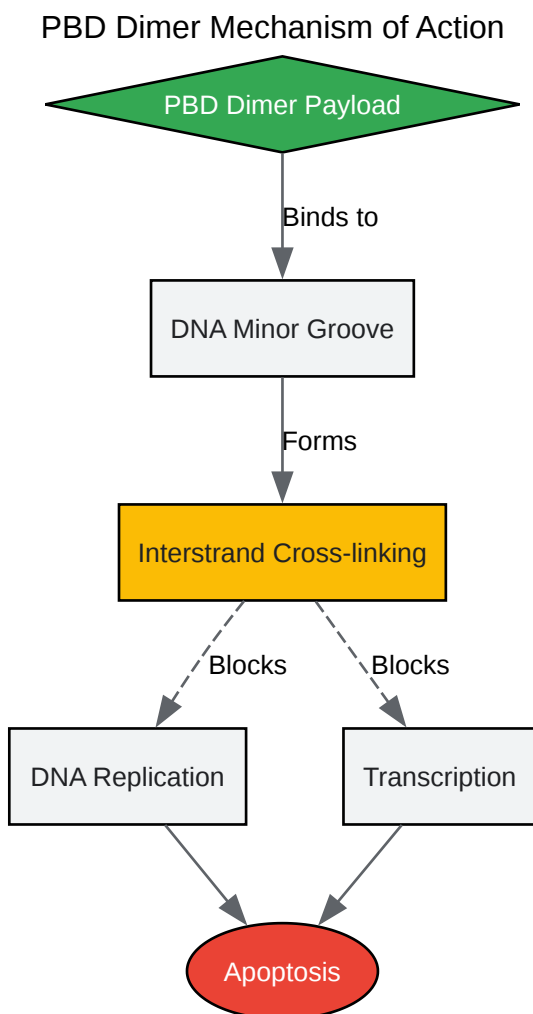 PBD Dimer Mechanism of Action
PBD Dimer Payload
Binds to
DNA Minor Groove
Forms
Interstrand Cross-linking
Blocks
Blocks
DNA Replication
Transcription
Apoptosis